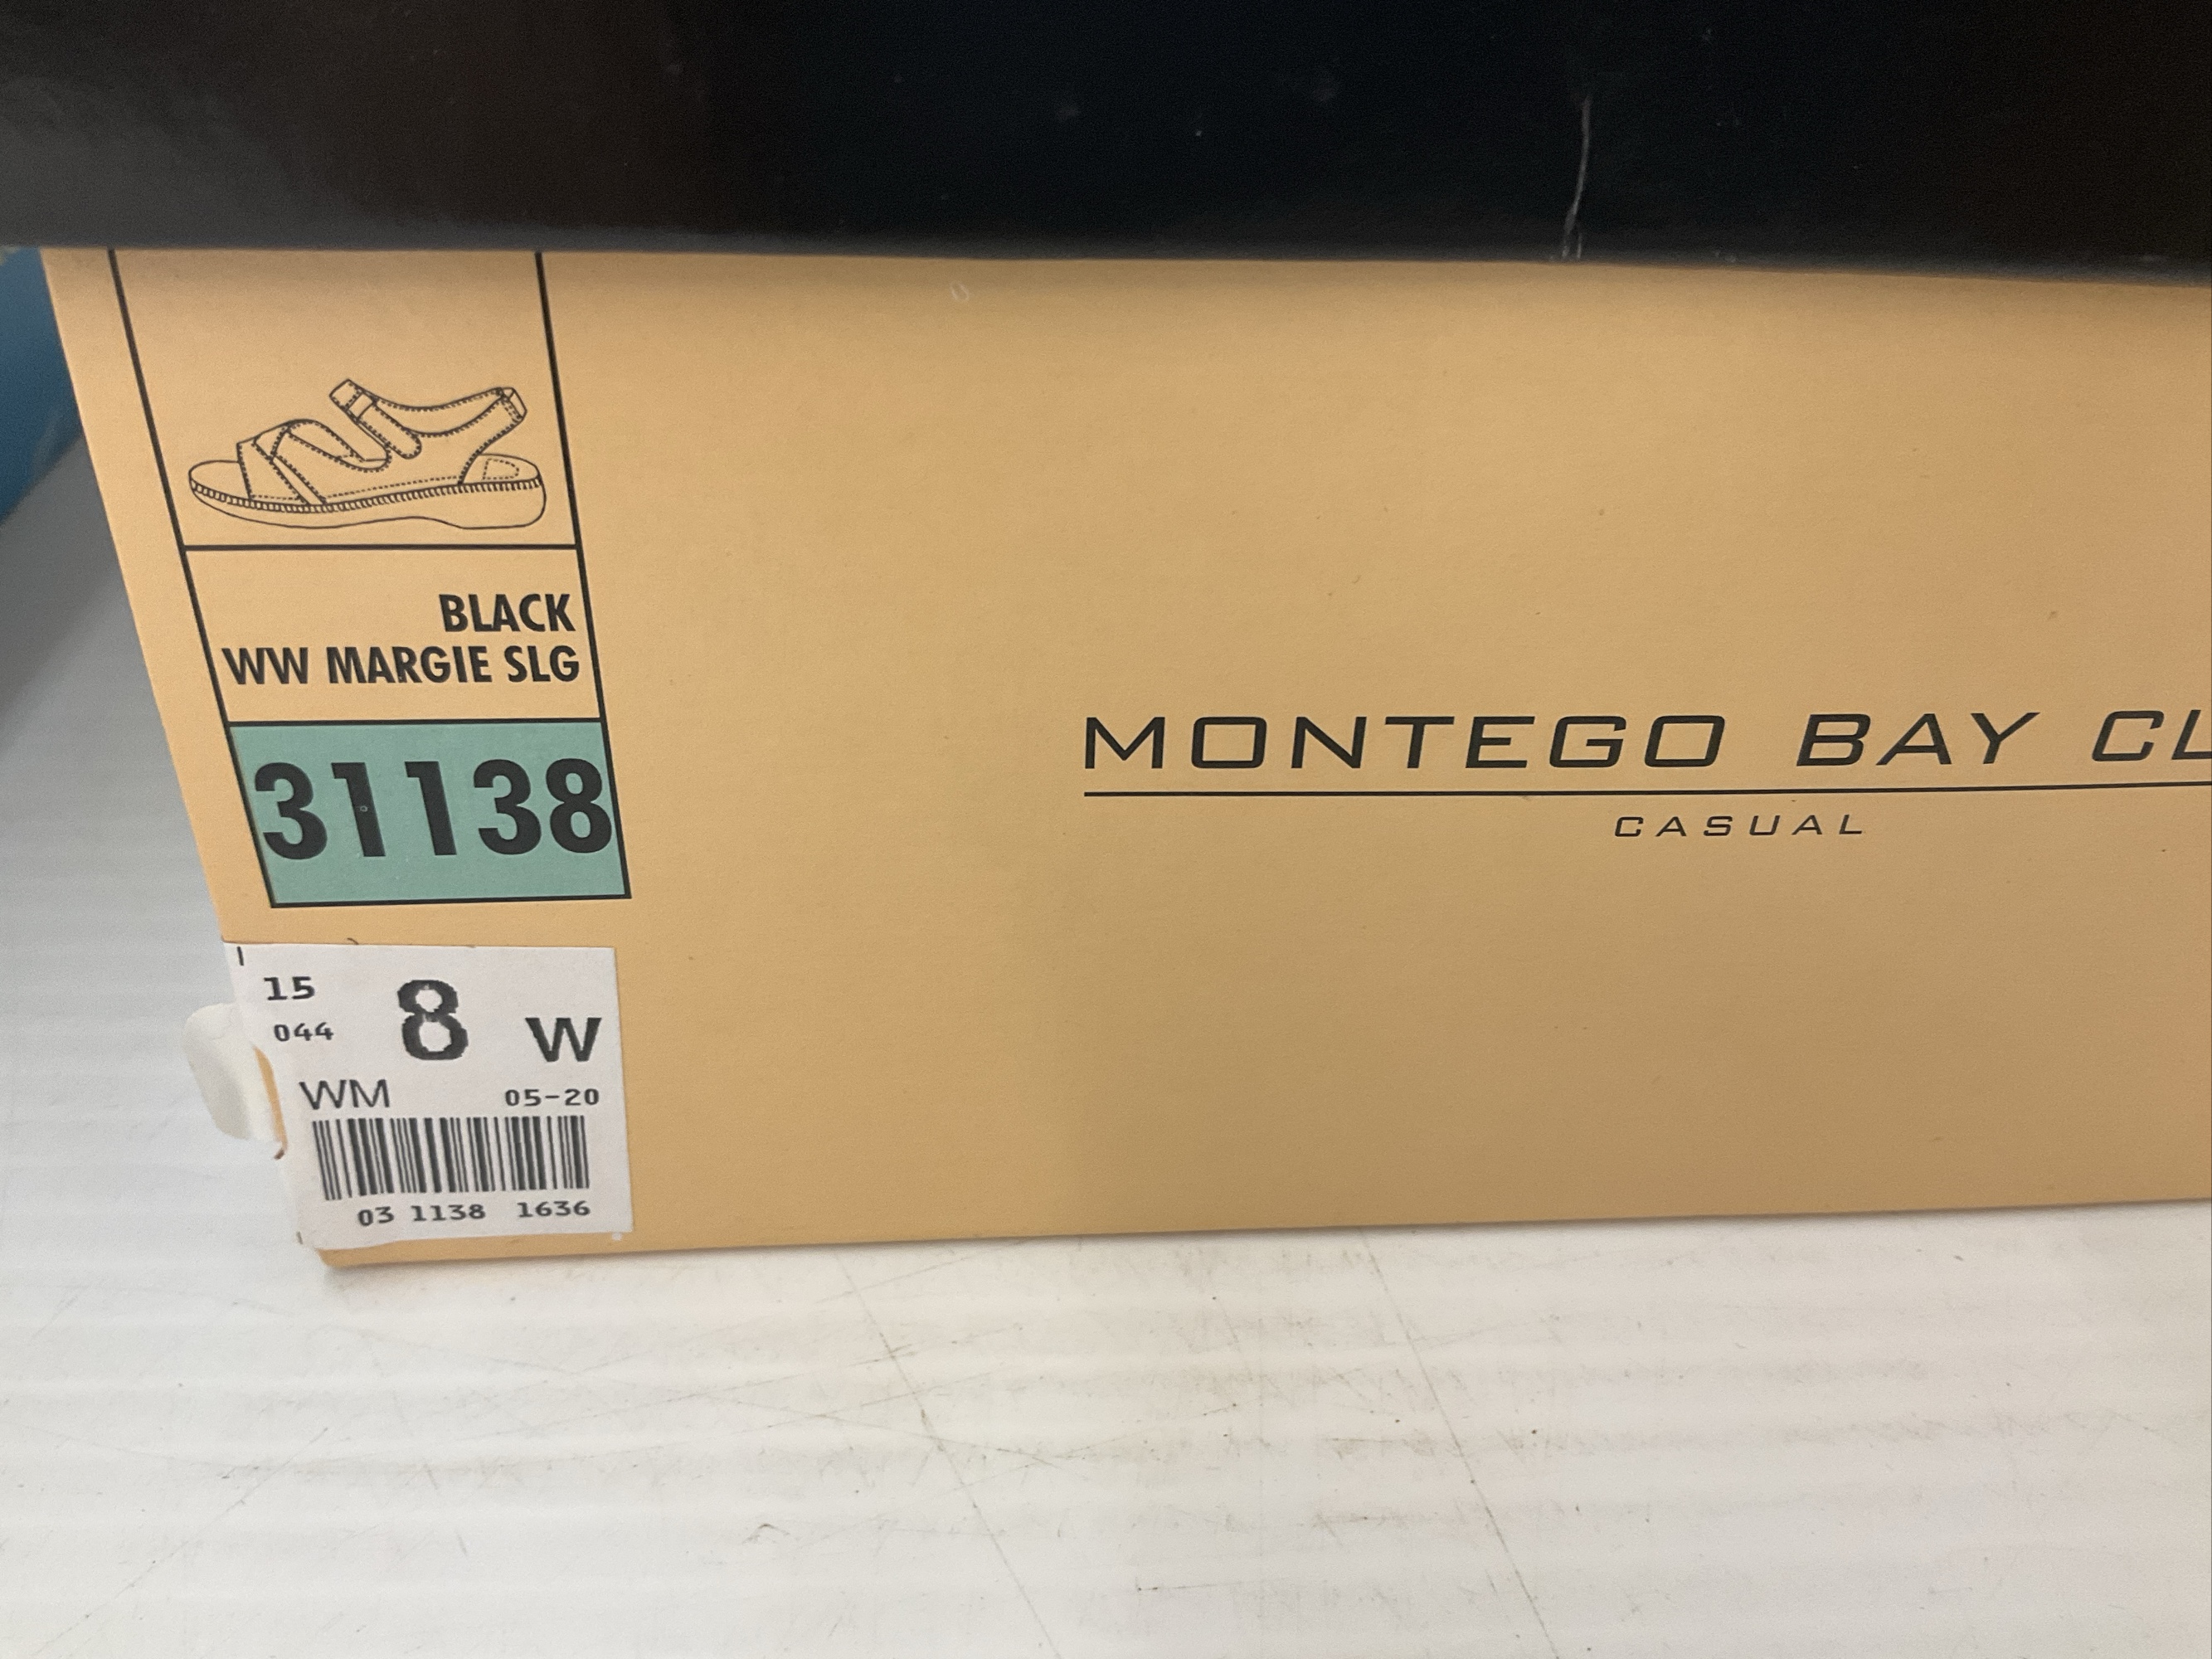 BLACK
WW MARGIE SLG
31138
MONTEGO BAY CL
CASUAL
15
044
8 W
WM 05-20
03 1138 1636